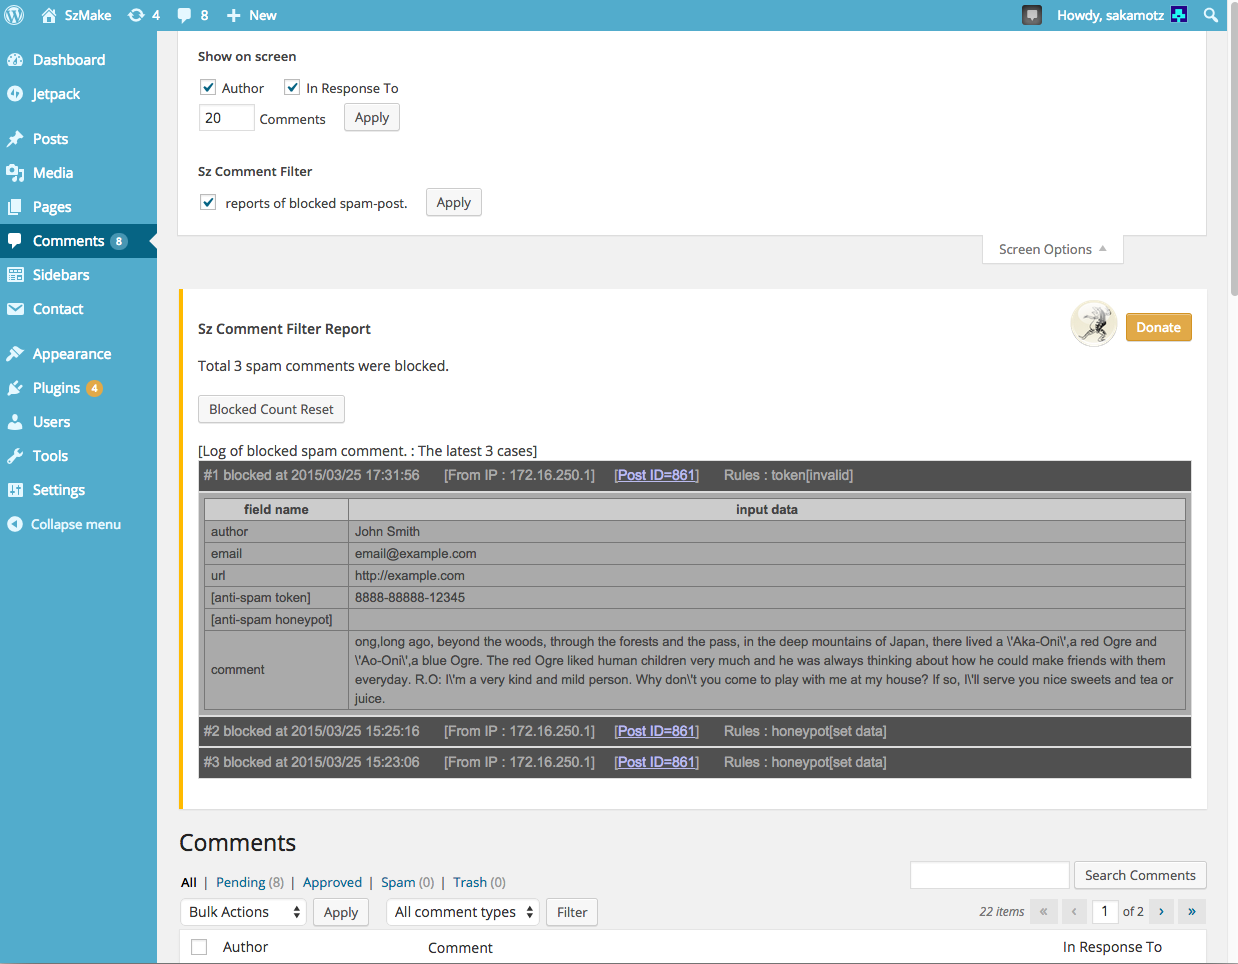 SzMake 4 8 New Howdy, sakamotz
Dashboard
Jetpack
Posts
Media
Pages
Comments 8
Sidebars
Contact
Appearance
Plugins 4
Users
Tools
Settings
Collapse menu
Show on screen
Author In Response To
20 Comments Apply
Sz Comment Filter
reports of blocked spam-post. Apply
Screen Options
Sz Comment Filter Report
Donate
Total 3 spam comments were blocked.
Blocked Count Reset
[Log of blocked spam comment. : The latest 3 cases]
#1 blocked at 2015/03/25 17:31:56 [From IP : 172.16.250.1] [Post ID=861] Rules : token[invalid]
field name input data
author John Smith
email email@example.com
url http://example.com
[anti-spam token] 8888-88888-12345
[anti-spam honeypot]
comment
ong,long ago, beyond the woods, through the forests and the pass, in the deep mountains of Japan, there lived a \'Aka-Oni\',a red Ogre and
\'Ao-Oni\',a blue Ogre. The red Ogre liked human children very much and he was always thinking about how he could make friends with them
everyday. R.O: I\'m a very kind and mild person. Why don\'t you come to play with me at my house? If so, I\'ll serve you nice sweets and tea or
juice.
#2 blocked at 2015/03/25 15:25:16 [From IP : 172.16.250.1] [Post ID=861] Rules : honeypot[set data]
#3 blocked at 2015/03/25 15:23:06 [From IP : 172.16.250.1] [Post ID=861] Rules : honeypot[set data]
Comments
All | Pending (8) | Approved | Spam (0) | Trash (0)
Search Comments
Bulk Actions Apply All comment types Filter 22 items « ‹ 1 of 2 › »
Author Comment In Response To